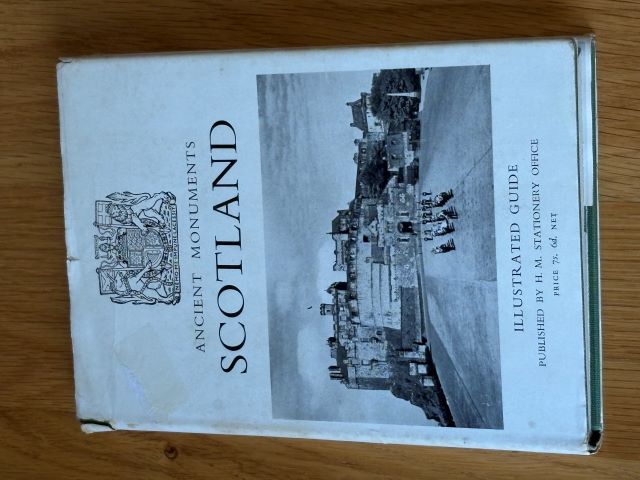 ANCIENT MONUMENTS
SCOTLAND
ILLUSTRATED GUIDE
PUBLISHED BY H. M. STATIONERY OFFICE
PRICE 7s. 6d. NET